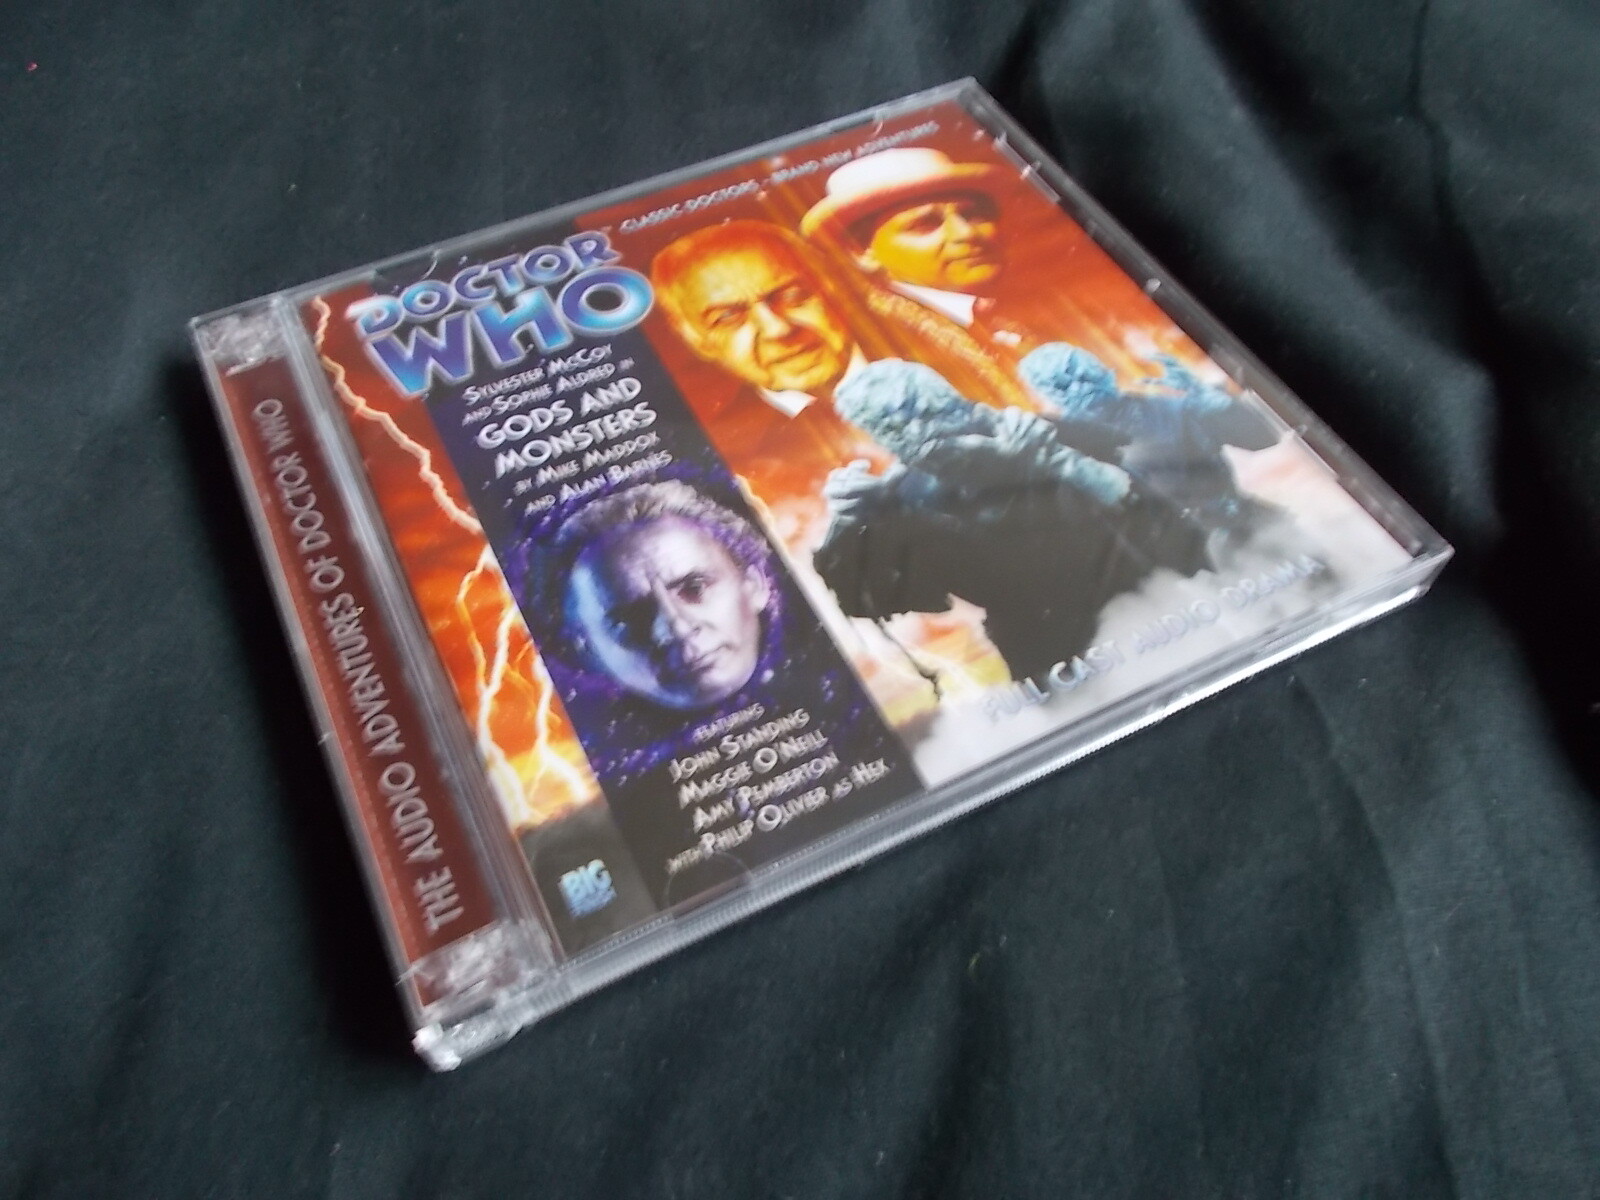 THE AUDIO ADVENTURES OF DOCTOR WHO
CLASSIC DOCTORS - BRAND NEW ADVENTURES
DOCTOR
WHO
SYLVESTER MCCOY
AND SOPHIE ALDRED IN
GODS AND
MONSTERS
BY MIKE MADDOX
AND ALAN BARNES
FEATURING
JOHN STANDING
MAGGIE O'NEILL
AMY PEMBERTON
WITH PHILIP OLIVIER AS HEX
BIG
FULL CAST AUDIO DRAMA